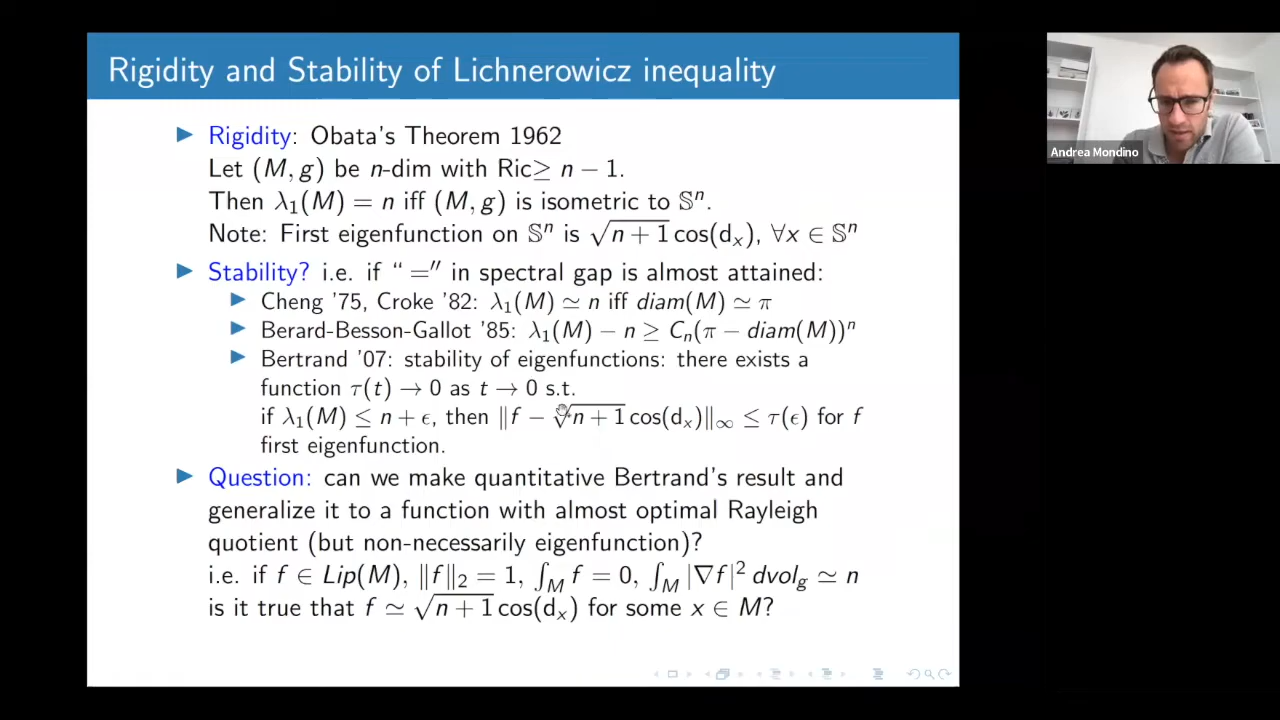 Rigidity and Stability of Lichnerowicz inequality
▶ Rigidity: Obata's Theorem 1962
Let (M, g) be n-dim with Ric≥ n − 1.
Then λ₁(M) = n iff (M, g) is isometric to 𝕊ⁿ.
Note: First eigenfunction on 𝕊ⁿ is √(n + 1) cos(dₓ), ∀x ∈ 𝕊ⁿ
▶ Stability? i.e. if “ =” in spectral gap is almost attained:
▶ Cheng '75, Croke '82: λ₁(M) ≃ n iff diam(M) ≃ π
▶ Berard-Besson-Gallot '85: λ₁(M) − n ≥ Cₙ(π − diam(M))ⁿ
▶ Bertrand '07: stability of eigenfunctions: there exists a
function τ(t) → 0 as t → 0 s.t.
if λ₁(M) ≤ n + ϵ, then ‖f − √(n + 1) cos(dₓ)‖∞ ≤ τ(ϵ) for f
first eigenfunction.
▶ Question: can we make quantitative Bertrand's result and
generalize it to a function with almost optimal Rayleigh
quotient (but non-necessarily eigenfunction)?
i.e. if f ∈ Lip(M), ‖f‖₂ = 1, ∫_M f = 0, ∫_M |∇f|² dvol_g ≃ n
is it true that f ≃ √(n + 1) cos(dₓ) for some x ∈ M?
Andrea Mondino